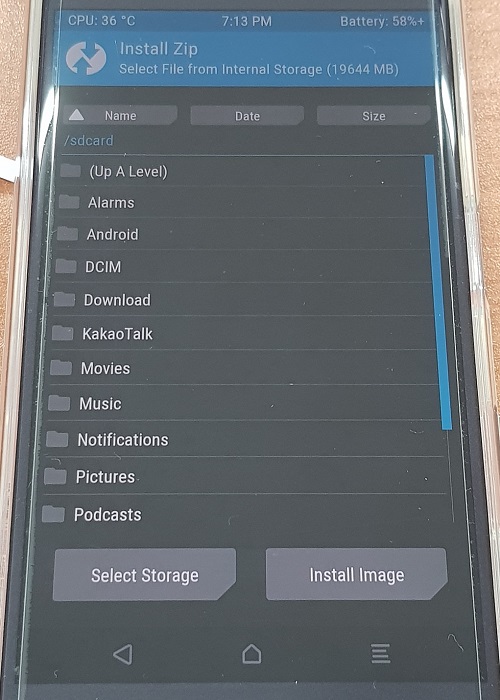 CPU: 36 °C 7:13 PM Battery: 58%+
Install Zip
Select File from Internal Storage (19644 MB)
Name Date Size
/sdcard
(Up A Level)
Alarms
Android
DCIM
Download
KakaoTalk
Movies
Music
Notifications
Pictures
Podcasts
Select Storage Install Image